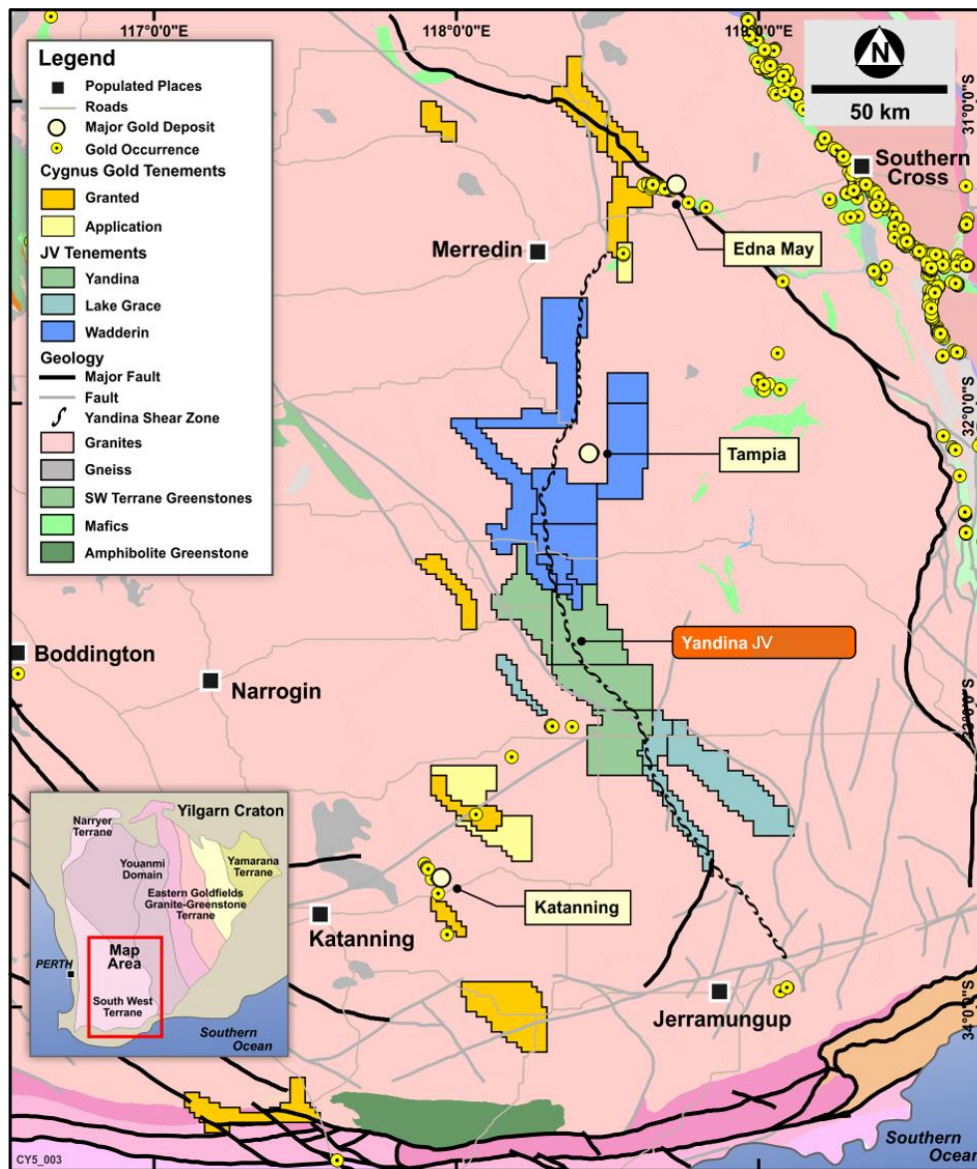 117°0'0"E
118°0'0"E
119°0'0"E
Legend
Populated Places
Roads
Major Gold Deposit
Gold Occurrence
Cygnus Gold Tenements
Granted
Application
JV Tenements
Yandina
Lake Grace
Wadderin
Geology
Major Fault
Fault
Yandina Shear Zone
Granites
Gneiss
SW Terrane Greenstones
Mafics
Amphibolite Greenstone
N
50 km
31°0'0"S
Southern
Cross
Edna May
Merredin
32°0'0"S
Tampia
Yandina JV
Boddington
Narrogin
33°0'0"S
Katanning
Katanning
Jerramungup
34°0'0"S
Yilgarn Craton
Narryer
Terrane
Youanmi
Domain
Yamarana
Terrane
Eastern Goldfields
Granite-Greenstone
Terrane
Map
Area
PERTH
South West
Terrane
Southern
Ocean
Southern
Ocean
CY5_003